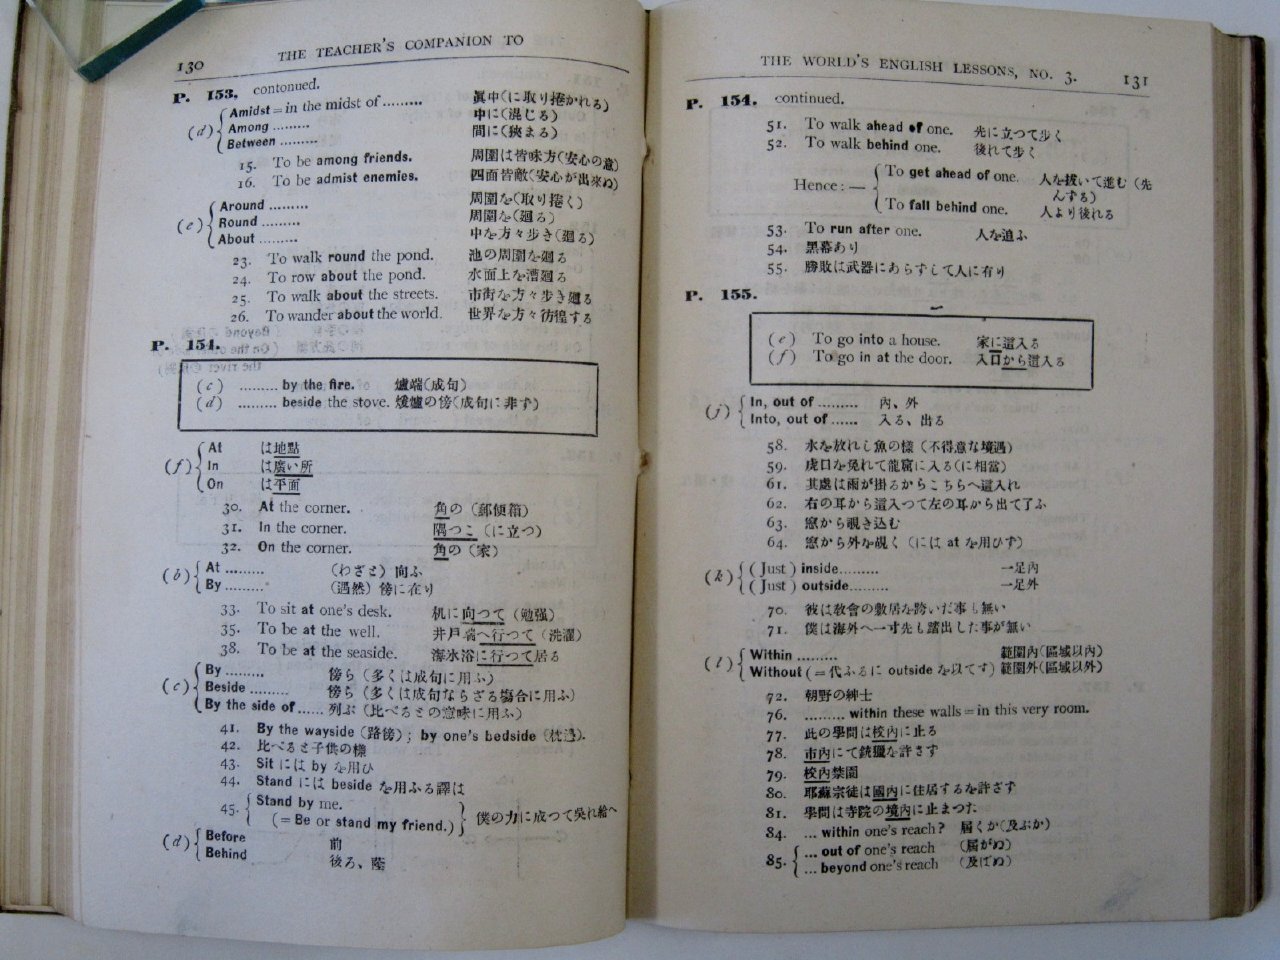 130 THE TEACHER'S COMPANION TO
P. 153. contonued.
(d) Amidst=in the midst of ......... 眞中(に取り捲かれる)
Among ......... 中に(混じる)
Between ......... 間に(狹まる)
15. To be among friends. 周圍は皆味方(安心の意)
16. To be admist enemies. 四面皆敵(安心が出來ぬ)
(e) Around ......... 周圍を(取り捲く)
Round ......... 周圍を(廻る)
About ......... 中を方々步き(廻る)
23. To walk round the pond. 池の周圍を廻る
24. To row about the pond. 水面上を漕廻る
25. To walk about the streets. 市街を方々步き廻る
26. To wander about the world. 世界を方々彷徨する
P. 154.
(c) ......... by the fire. 爐端(成句)
(d) ......... beside the stove. 煖爐の傍(成句に非ず)
(f) At は地點
In は廣い所
On は平面
30. At the corner. 角の (郵便箱)
31. In the corner. 隅つこ (に立つ)
32. On the corner. 角の (家)
(b) At ......... (わざと) 向ふ
By ......... (遇然) 傍に在り
33. To sit at one's desk. 机に向つて (勉强)
35. To be at the well. 井戸端へ行つて (洗濯)
38. To be at the seaside. 海水浴に行つて居る
(c) By ......... 傍ら (多くは成句に用ふ)
Beside ......... 傍ら (多くは成句ならざる塲合に用ふ)
By the side of ...... 列ぶ (比べるとの意味に用ふ)
41. By the wayside (路傍); by one's bedside (枕邊).
42. 比べると子供の樣
43. Sit には by を用ひ
44. Stand には beside を用ふる譯は
45. Stand by me.
(=Be or stand my friend.) 僕の力に成つて吳れ給へ
(d) Before 前
Behind 後ろ、蔭
THE WORLD'S ENGLISH LESSONS, NO. 3. 131
P. 154. continued.
51. To walk ahead of one. 先に立つて步く
52. To walk behind one. 後れて步く
Hence:— To get ahead of one. 人を拔いて進む (先
んずる)
To fall behind one. 人より後れる
53. To run after one. 人を追ふ
54. 黑幕あり
55. 勝敗は武器にあらずして人に有り
P. 155.
(e) To go into a house. 家に這入る
(f) To go in at the door. 入口から這入る
(j) In, out of ......... 內、外
Into, out of ...... 入る、出る
58. 水を放れし魚の樣 (不得意な境遇)
59. 虎口を免れて龍窟に入る(に相當)
61. 其處は雨が掛るからこちらへ這入れ
62. 右の耳から這入つて左の耳から出て了ふ
63. 窓から覗き込む
64. 窓から外を覗く (には at を用ひず)
(k) (Just) inside......... 一足內
(Just) outside......... 一足外
70. 彼は敎會の敷居を跨いだ事も無い
71. 僕は海外へ一寸先も踏出した事が無い
(l) Within ......... 範圍內(區域以內)
Without (=代ふるに outside を以てす) 範圍外(區域以外)
72. 朝野の紳士
76. ......... within these walls=in this very room.
77. 此の學問は校內に止る
78. 市內にて銃獵を許さず
79. 校內禁園
80. 耶蘇宗徒は國內に住居するを許さず
81. 學問は寺院の境內に止まつた
84. ... within one's reach? 屆くか(及ぶか)
85. ... out of one's reach (屆がぬ)
... beyond one's reach (及ばぬ)